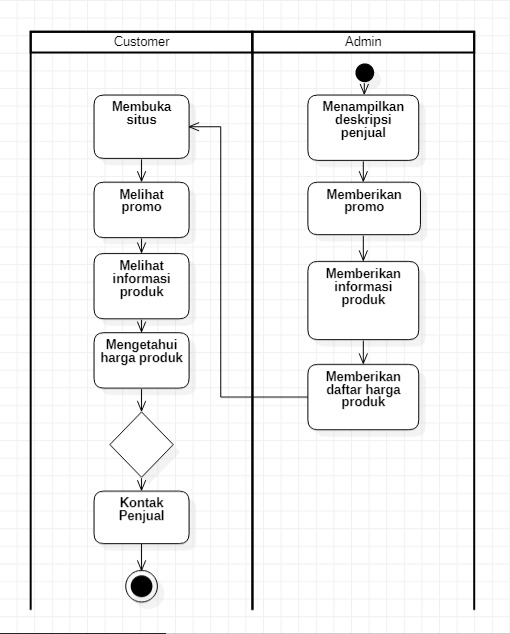 Customer
Admin
Membuka
situs
Melihat
promo
Melihat
informasi
produk
Mengetahui
harga produk
Kontak
Penjual
Menampilkan
deskripsi
penjual
Memberikan
promo
Memberikan
informasi
produk
Memberikan
daftar harga
produk